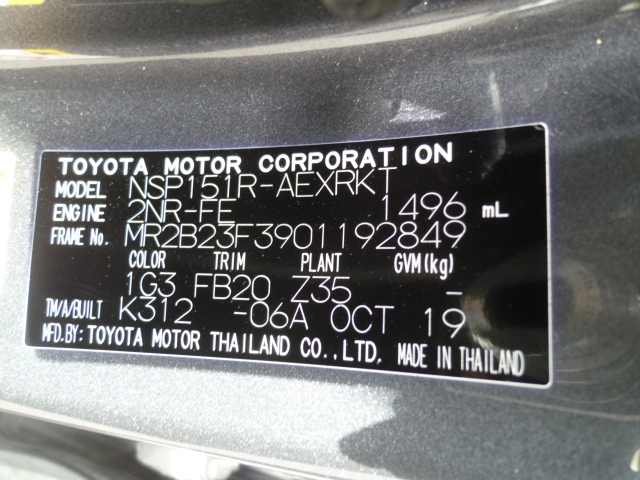 TOYOTA MOTOR CORPORATION
MODEL NSP151R-AEXRKT
ENGINE 2NR-FE 1496 mL
FRAME No. MR2B23F3901192849
COLOR TRIM PLANT GVM(kg)
1G3 FB20 Z35 -
TM/A/BUILT K312 -06A OCT 19
MFD.BY: TOYOTA MOTOR THAILAND CO.,LTD. MADE IN THAILAND